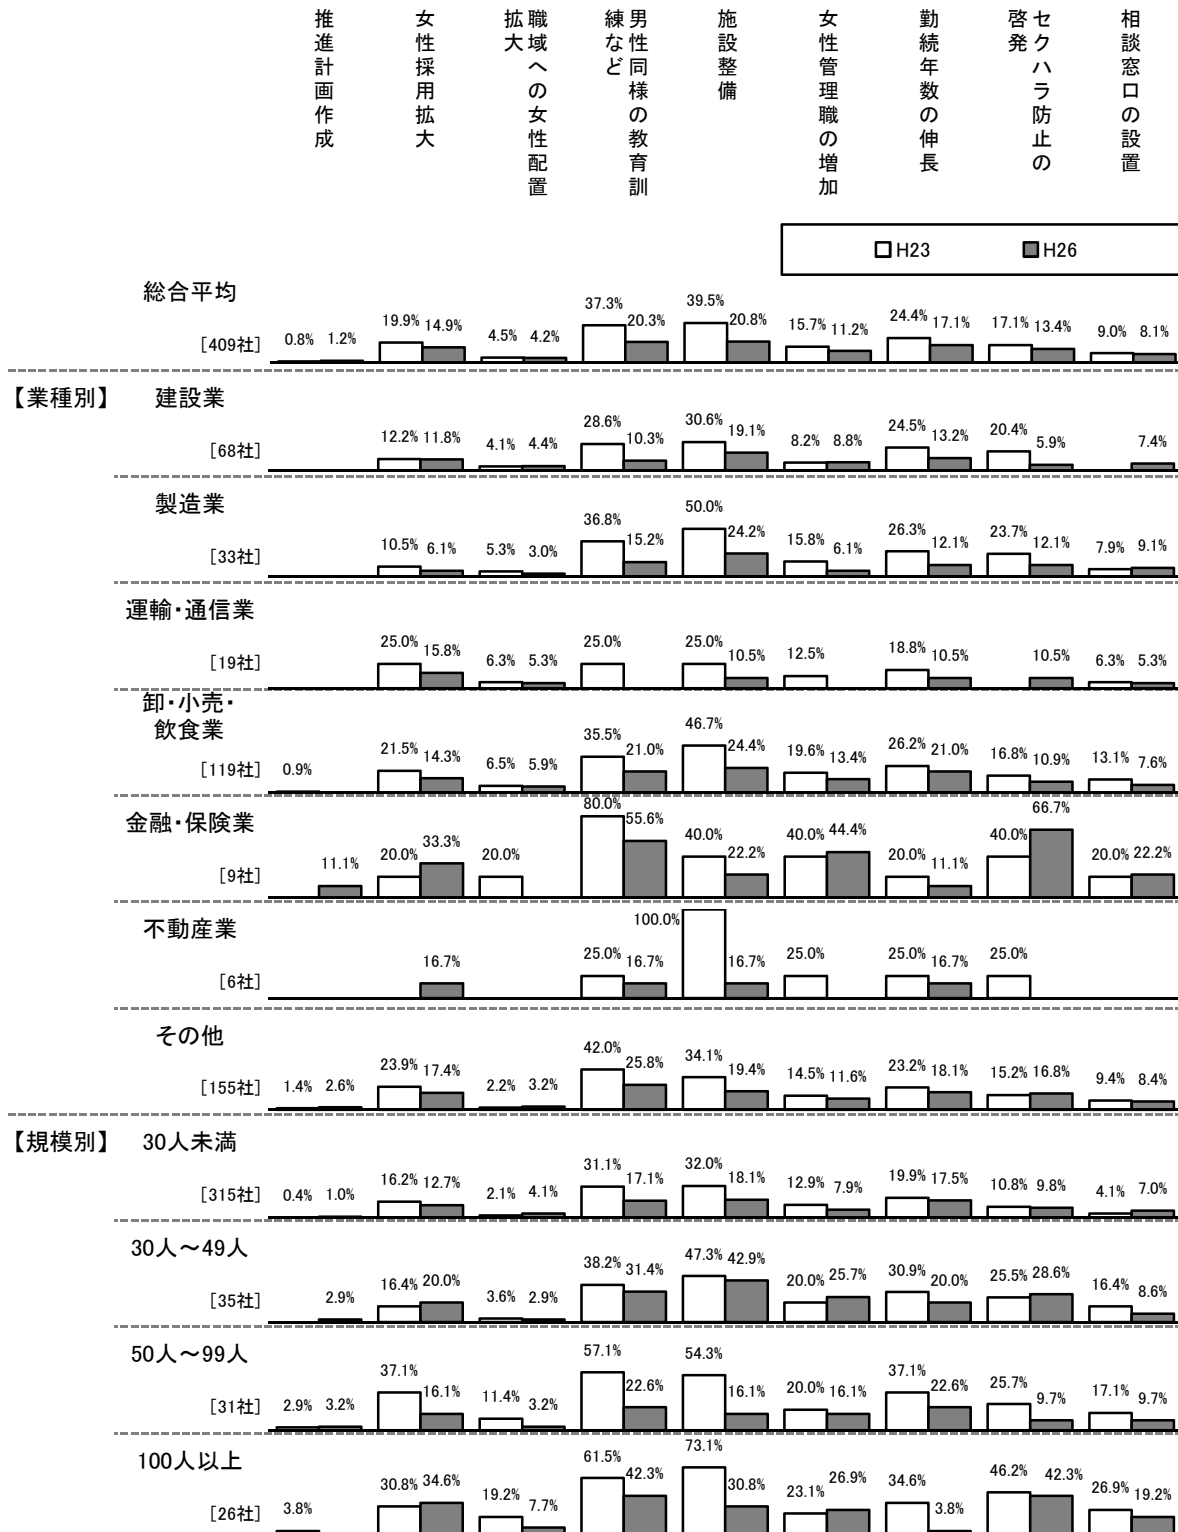 推進計画作成
女性採用拡大
職域への女性配置
拡大
男性同様の教育訓
練など
施設整備
女性管理職の増加
勤続年数の伸長
セクハラ防止の
啓発
相談窓口の設置
H23 H26
総合平均
[409社] 0.8% 1.2% 19.9% 14.9% 4.5% 4.2% 37.3% 20.3% 39.5% 20.8% 15.7% 11.2% 24.4% 17.1% 17.1% 13.4% 9.0% 8.1%
【業種別】 建設業
[68社] 12.2% 11.8% 4.1% 4.4% 28.6% 10.3% 30.6% 19.1% 8.2% 8.8% 24.5% 13.2% 20.4% 5.9% 7.4%
製造業
[33社] 10.5% 6.1% 5.3% 3.0% 36.8% 15.2% 50.0% 24.2% 15.8% 6.1% 26.3% 12.1% 23.7% 12.1% 7.9% 9.1%
運輸・通信業
[19社] 25.0% 15.8% 6.3% 5.3% 25.0% 25.0% 10.5% 12.5% 18.8% 10.5% 10.5% 6.3% 5.3%
卸・小売・
飲食業
[119社] 0.9% 21.5% 14.3% 6.5% 5.9% 35.5% 21.0% 46.7% 24.4% 19.6% 13.4% 26.2% 21.0% 16.8% 10.9% 13.1% 7.6%
金融・保険業
[9社] 11.1% 20.0% 33.3% 20.0% 80.0% 55.6% 40.0% 22.2% 40.0% 44.4% 20.0% 11.1% 40.0% 66.7% 20.0% 22.2%
不動産業
[6社] 16.7% 25.0% 16.7% 100.0% 16.7% 25.0% 25.0% 16.7% 25.0%
その他
[155社] 1.4% 2.6% 23.9% 17.4% 2.2% 3.2% 42.0% 25.8% 34.1% 19.4% 14.5% 11.6% 23.2% 18.1% 15.2% 16.8% 9.4% 8.4%
【規模別】 30人未満
[315社] 0.4% 1.0% 16.2% 12.7% 2.1% 4.1% 31.1% 17.1% 32.0% 18.1% 12.9% 7.9% 19.9% 17.5% 10.8% 9.8% 4.1% 7.0%
30人～49人
[35社] 2.9% 16.4% 20.0% 3.6% 2.9% 38.2% 31.4% 47.3% 42.9% 20.0% 25.7% 30.9% 20.0% 25.5% 28.6% 16.4% 8.6%
50人～99人
[31社] 2.9% 3.2% 37.1% 16.1% 11.4% 3.2% 57.1% 22.6% 54.3% 16.1% 20.0% 16.1% 37.1% 22.6% 25.7% 9.7% 17.1% 9.7%
100人以上
[26社] 3.8% 30.8% 34.6% 19.2% 7.7% 61.5% 42.3% 73.1% 30.8% 23.1% 26.9% 34.6% 3.8% 46.2% 42.3% 26.9% 19.2%